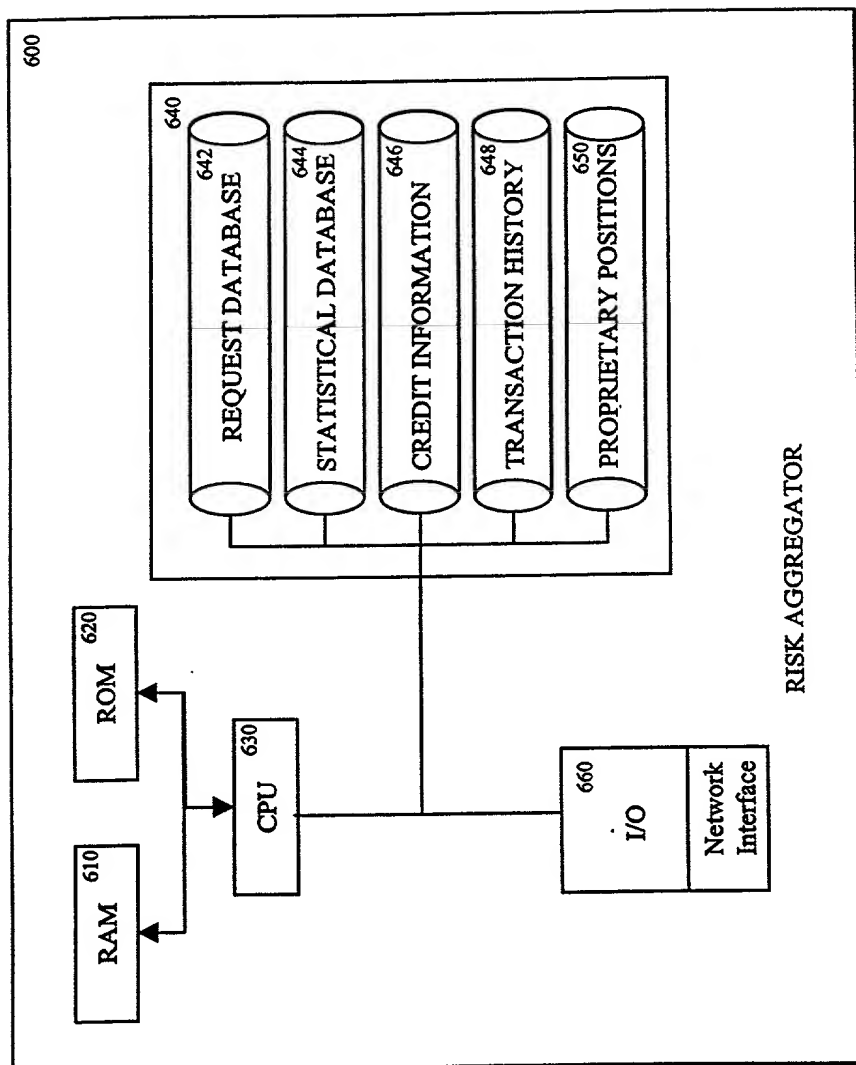 600
RAM
610
ROM
620
CPU
630
640
REQUEST DATABASE
642
STATISTICAL DATABASE
644
CREDIT INFORMATION
646
TRANSACTION HISTORY
648
PROPRIETARY POSITIONS
650
I/O
660
Network
Interface
RISK AGGREGATOR